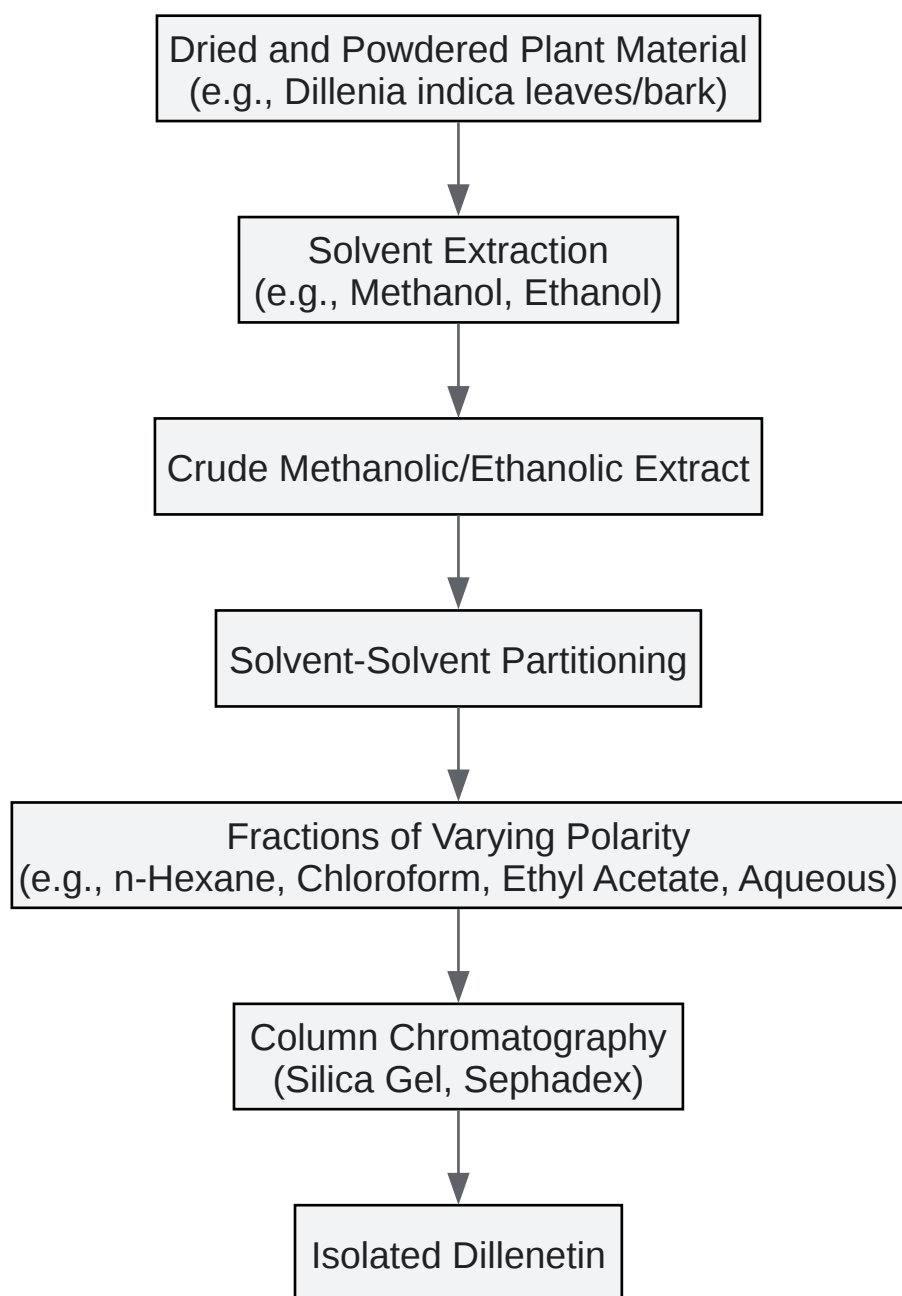 Dried and Powdered Plant Material
(e.g., Dillenia indica leaves/bark)
Solvent Extraction
(e.g., Methanol, Ethanol)
Crude Methanolic/Ethanolic Extract
Solvent-Solvent Partitioning
Fractions of Varying Polarity
(e.g., n-Hexane, Chloroform, Ethyl Acetate, Aqueous)
Column Chromatography
(Silica Gel, Sephadex)
Isolated Dillenetin